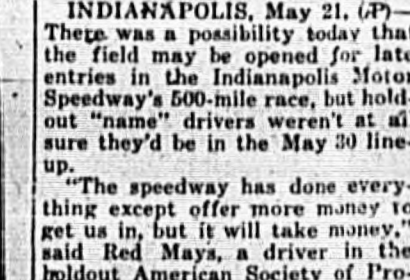 INDIANAPOLIS, May 21. (AP)—
There was a possibility today that
the field may be opened for late
entries in the Indianapolis Motor
Speedway's 500-mile race, but hold-
out "name" drivers weren't at all
sure they'd be in the May 30 line-
up.
"The speedway has done every-
thing except offer more money to
get us in, but it will take money,"
said Red Mays, a driver in the
holdout American Society of Pro